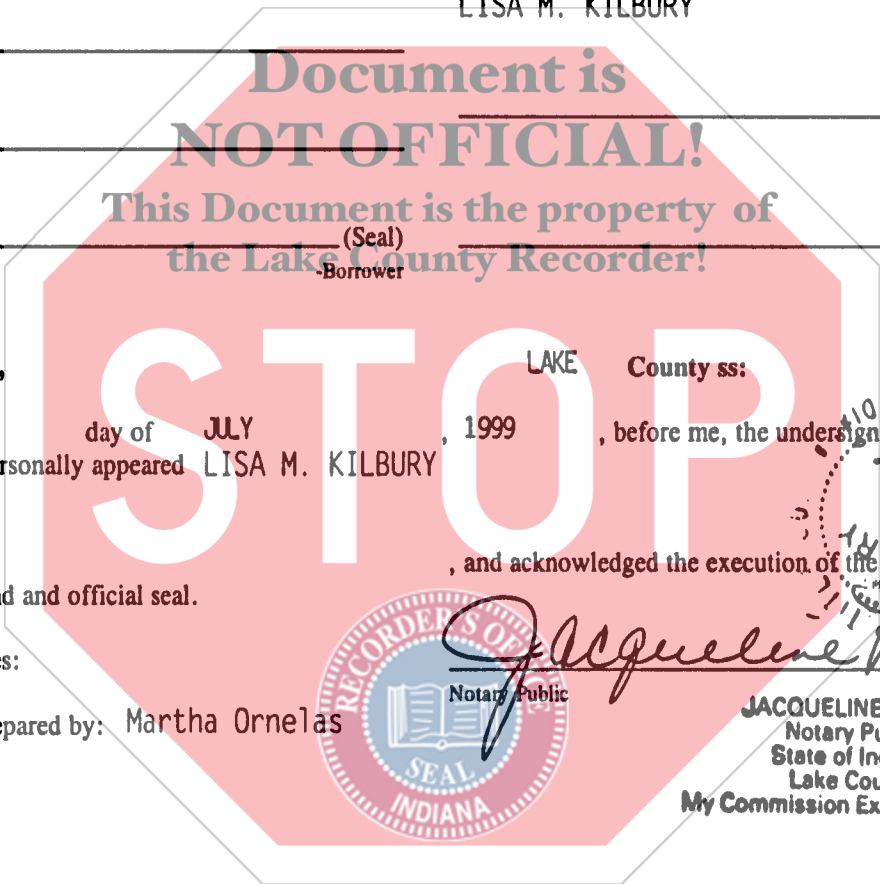 LISA M. KILBURY
Document is
NOT OFFICIAL!
This Document is the property of
the Lake County Recorder!
(Seal)
-Borrower
LAKE County ss:
day of JULY , 1999 , before me, the undersign
rsonally appeared LISA M. KILBURY
STOP
, and acknowledged the execution of the
d and official seal.
es:
Jacqueline
Notary Public
epared by: Martha Ornelas
RECORDER'S OFFICE
SEAL
INDIANA
JACQUELINE
Notary Pu
State of In
Lake Cou
My Commission Ex